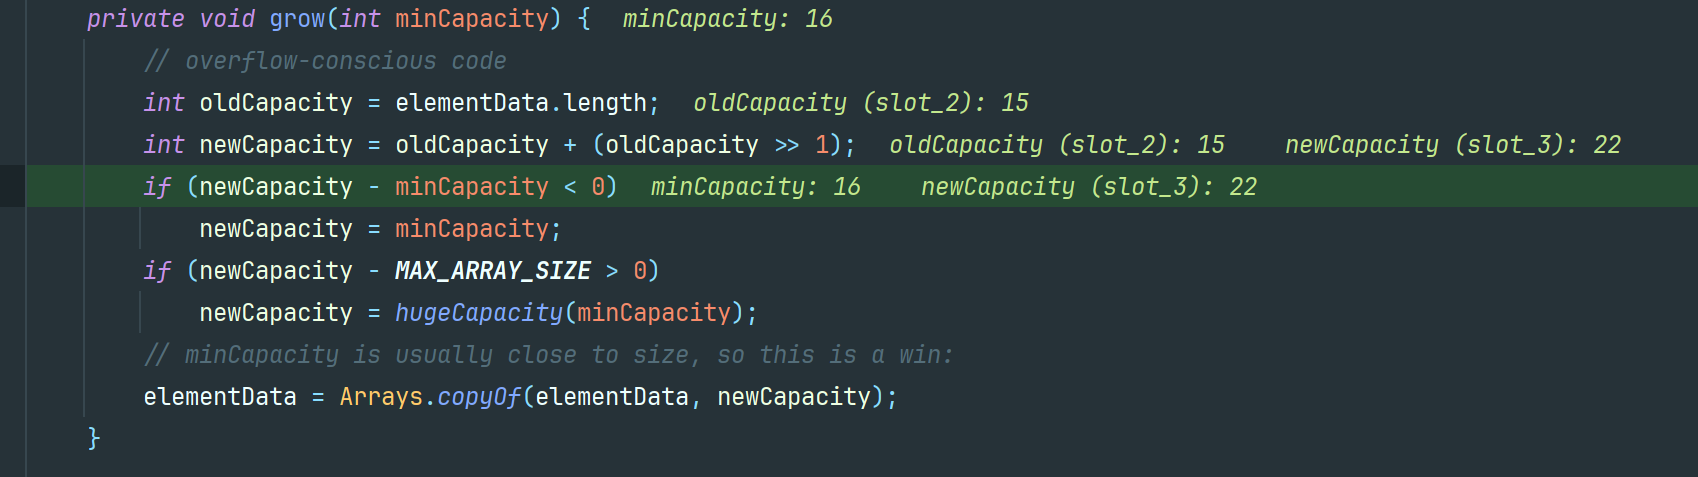 private void grow(int minCapacity) {  minCapacity: 16
// overflow-conscious code
int oldCapacity = elementData.length;  oldCapacity (slot_2): 15
int newCapacity = oldCapacity + (oldCapacity >> 1);  oldCapacity (slot_2): 15    newCapacity (slot_3): 22
if (newCapacity - minCapacity < 0)  minCapacity: 16    newCapacity (slot_3): 22
newCapacity = minCapacity;
if (newCapacity - MAX_ARRAY_SIZE > 0)
newCapacity = hugeCapacity(minCapacity);
// minCapacity is usually close to size, so this is a win:
elementData = Arrays.copyOf(elementData, newCapacity);
}